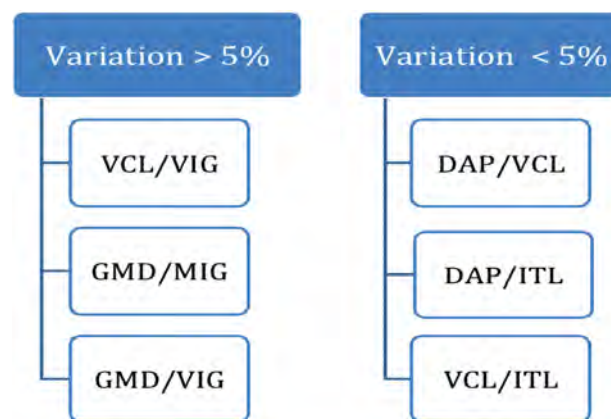 Variation > 5%
VCL/VIG
GMD/MIG
GMD/VIG
Variation < 5%
DAP/VCL
DAP/ITL
VCL/ITL